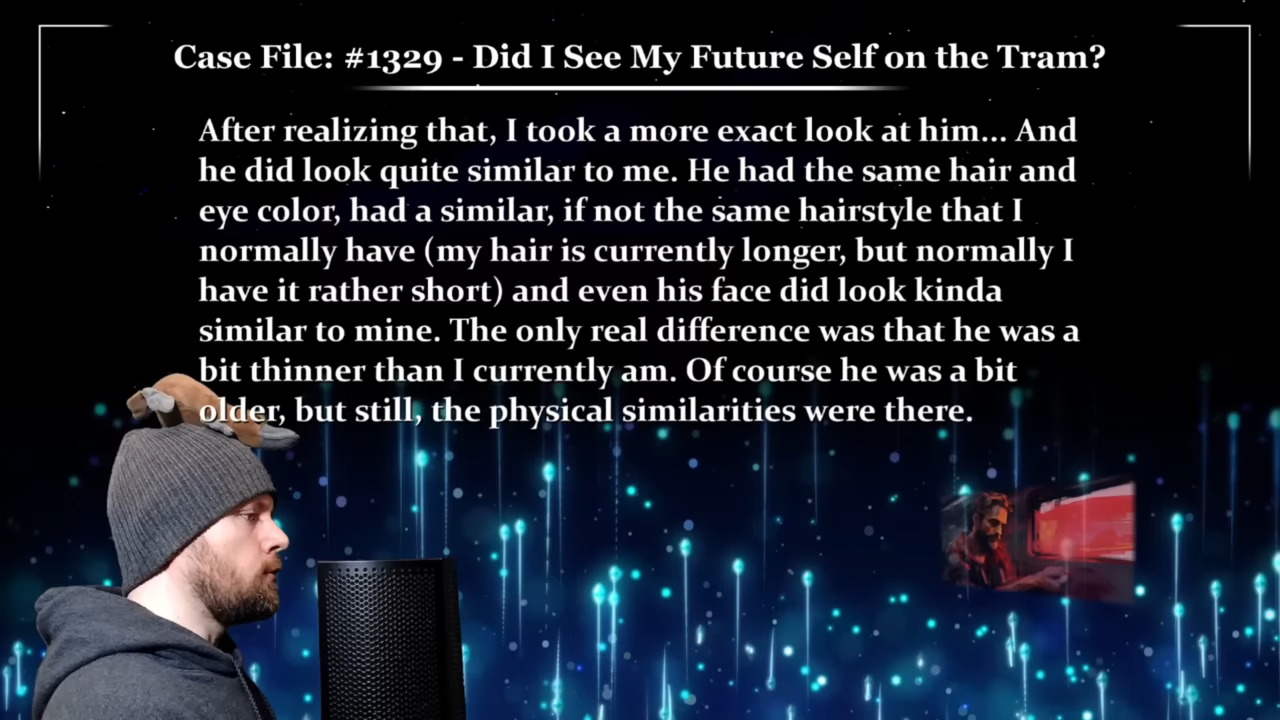 Case File: #1329 - Did I See My Future Self on the Tram?
After realizing that, I took a more exact look at him... And
he did look quite similar to me. He had the same hair and
eye color, had a similar, if not the same hairstyle that I
normally have (my hair is currently longer, but normally I
have it rather short) and even his face did look kinda
similar to mine. The only real difference was that he was a
bit thinner than I currently am. Of course he was a bit
older, but still, the physical similarities were there.